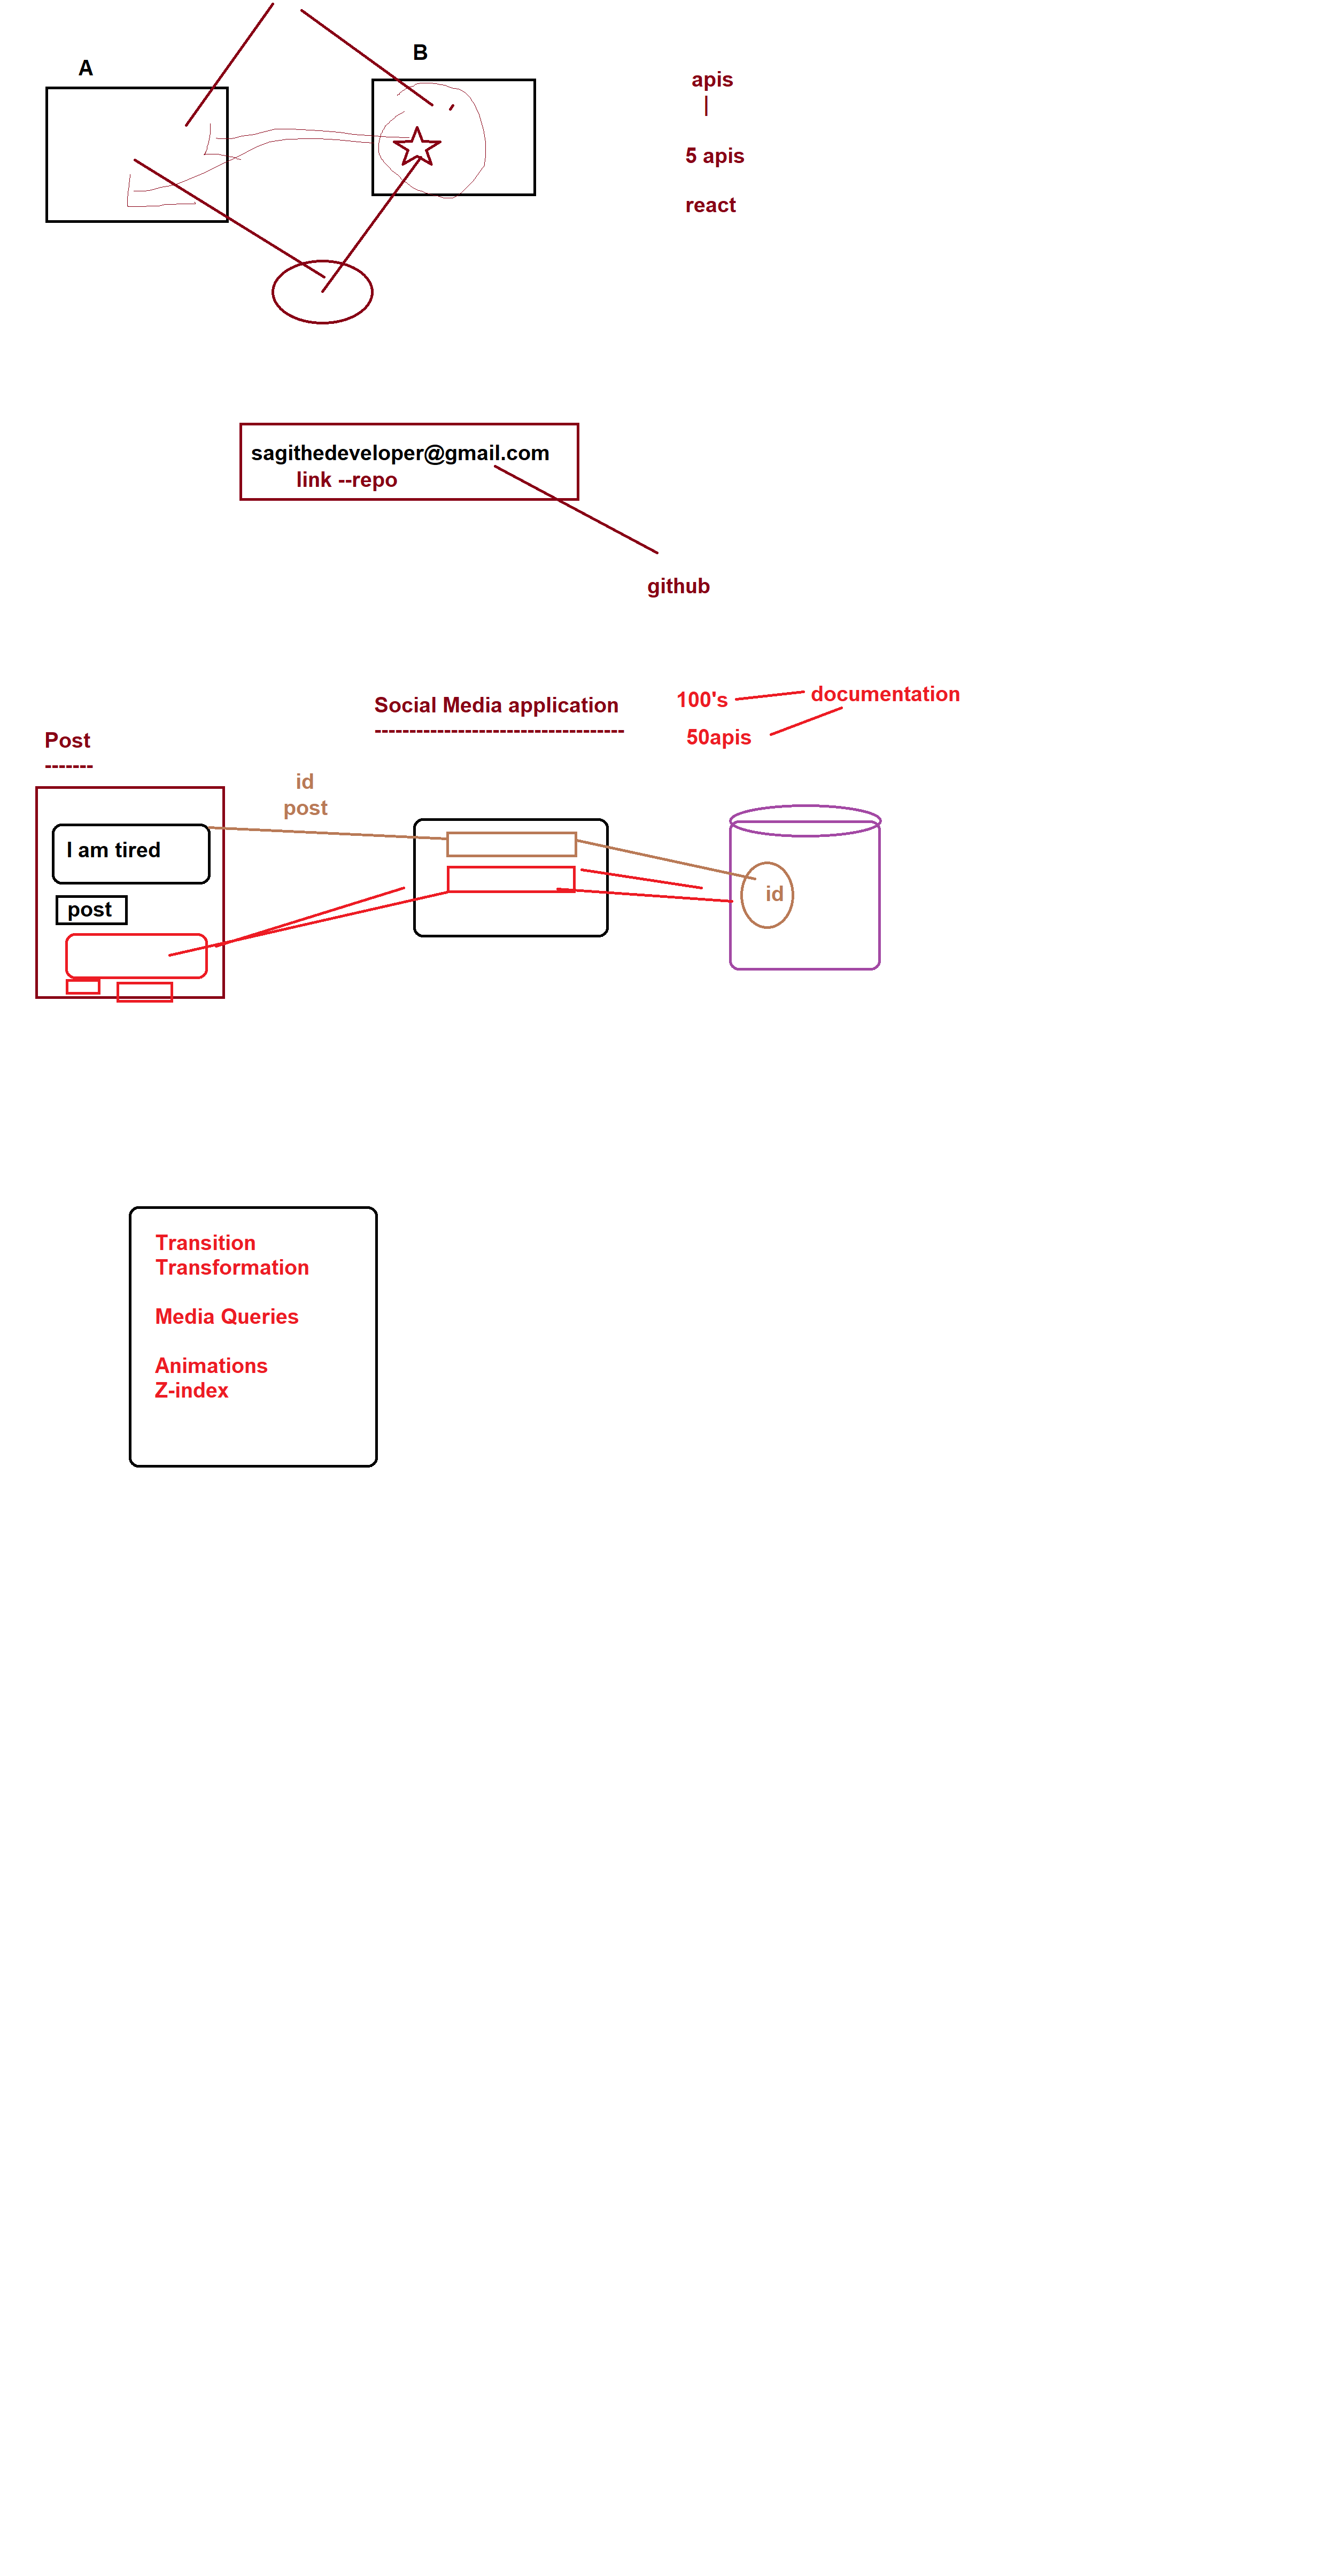 A
B
apis
|
5 apis
react
sagithedeveloper@gmail.com
link --repo
github
Social Media application
------------------------------------
100's
documentation
50apis
Post
-------
id
post
I am tired
post
id
Transition
Transformation
Media Queries
Animations
Z-index